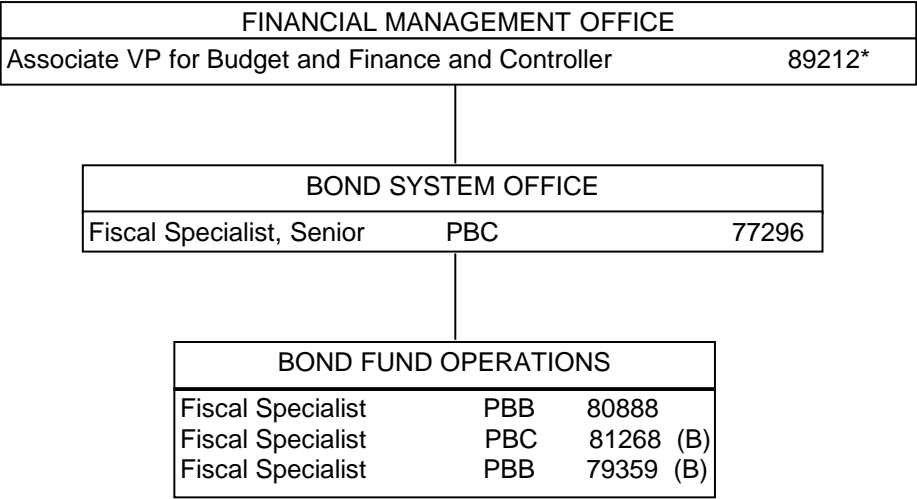 FINANCIAL MANAGEMENT OFFICE
Associate VP for Budget and Finance and Controller 89212*
BOND SYSTEM OFFICE
Fiscal Specialist, Senior PBC 77296
BOND FUND OPERATIONS
Fiscal Specialist PBB 80888
Fiscal Specialist PBC 81268 (B)
Fiscal Specialist PBB 79359 (B)